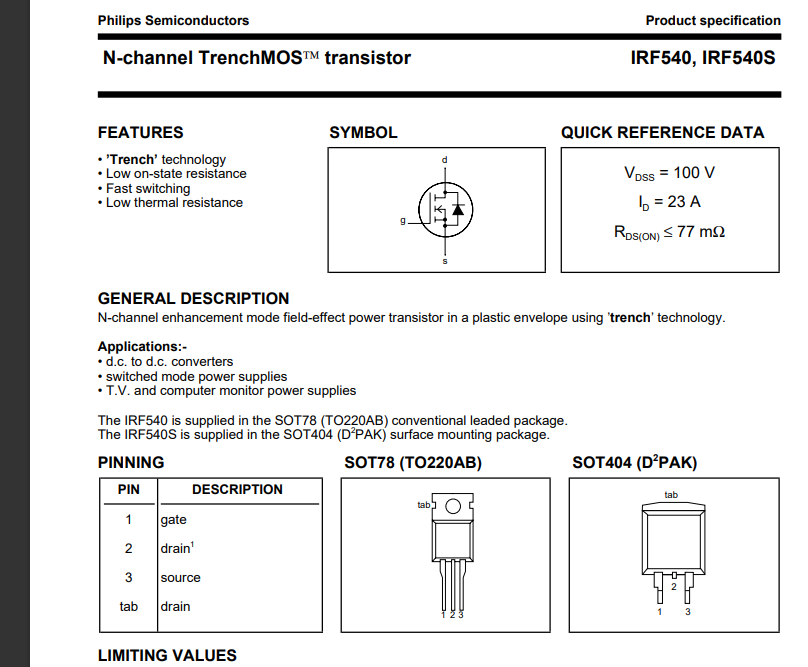 Philips Semiconductors Product specification
N-channel TrenchMOS™ transistor IRF540, IRF540S
FEATURES
• ’Trench’ technology
• Low on-state resistance
• Fast switching
• Low thermal resistance
SYMBOL
d
g
s
QUICK REFERENCE DATA
VDSS = 100 V
ID = 23 A
RDS(ON) ≤ 77 mΩ
GENERAL DESCRIPTION
N-channel enhancement mode field-effect power transistor in a plastic envelope using ’trench’ technology.
Applications:-
• d.c. to d.c. converters
• switched mode power supplies
• T.V. and computer monitor power supplies
The IRF540 is supplied in the SOT78 (TO220AB) conventional leaded package.
The IRF540S is supplied in the SOT404 (D²PAK) surface mounting package.
PINNING
PIN DESCRIPTION
1 gate
2 drain¹
3 source
tab drain
SOT78 (TO220AB)
tab
1 2 3
SOT404 (D²PAK)
tab
2
1 3
LIMITING VALUES